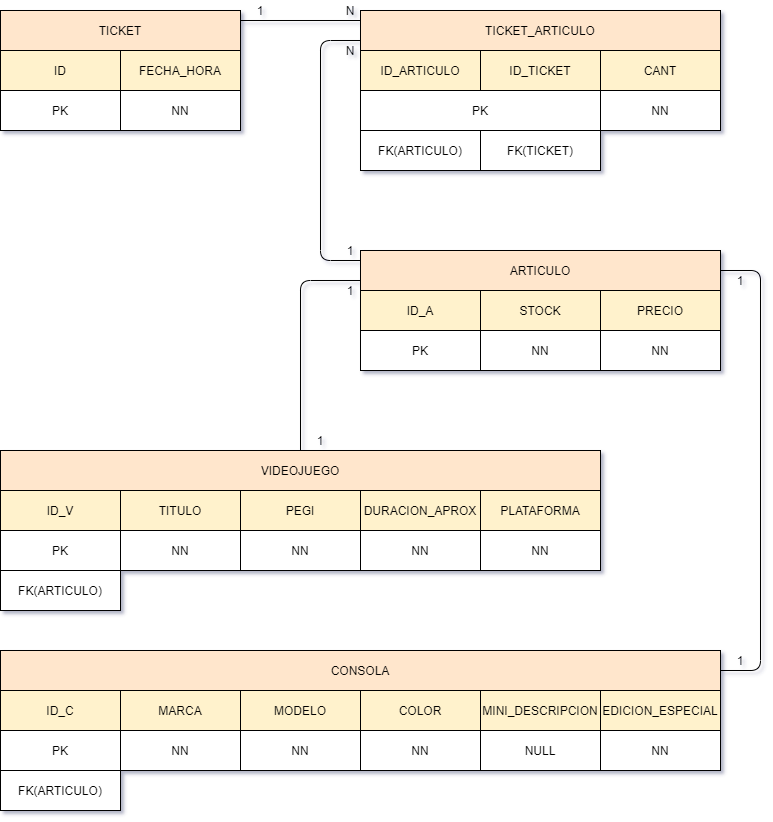 1 N
TICKET
TICKET_ARTICULO
N
ID FECHA_HORA
ID_ARTICULO ID_TICKET CANT
PK NN
PK NN
FK(ARTICULO) FK(TICKET)
1
ARTICULO
1
1
ID_A STOCK PRECIO
PK NN NN
1
VIDEOJUEGO
ID_V TITULO PEGI DURACION_APROX PLATAFORMA
PK NN NN NN NN
FK(ARTICULO)
1
CONSOLA
ID_C MARCA MODELO COLOR MINI_DESCRIPCION EDICION_ESPECIAL
PK NN NN NN NULL NN
FK(ARTICULO)